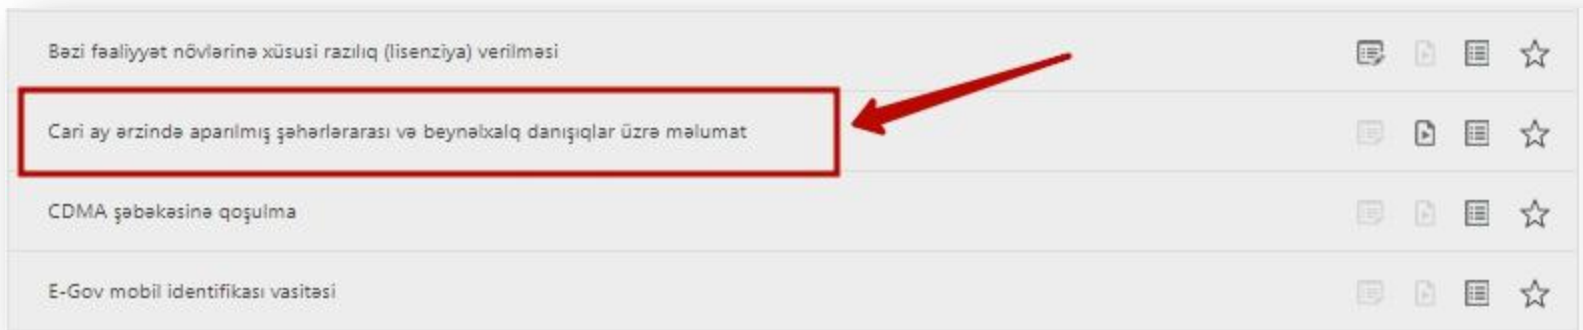 Bəzi fəaliyyət növlərinə xüsusi razılıq (lisenziya) verilməsi
Cari ay ərzində aparılmış şəhərlərarası və beynəlxalq danışıqlar üzrə məlumat
CDMA şəbəkəsinə qoşulma
E-Gov mobil identifikası vasitəsi